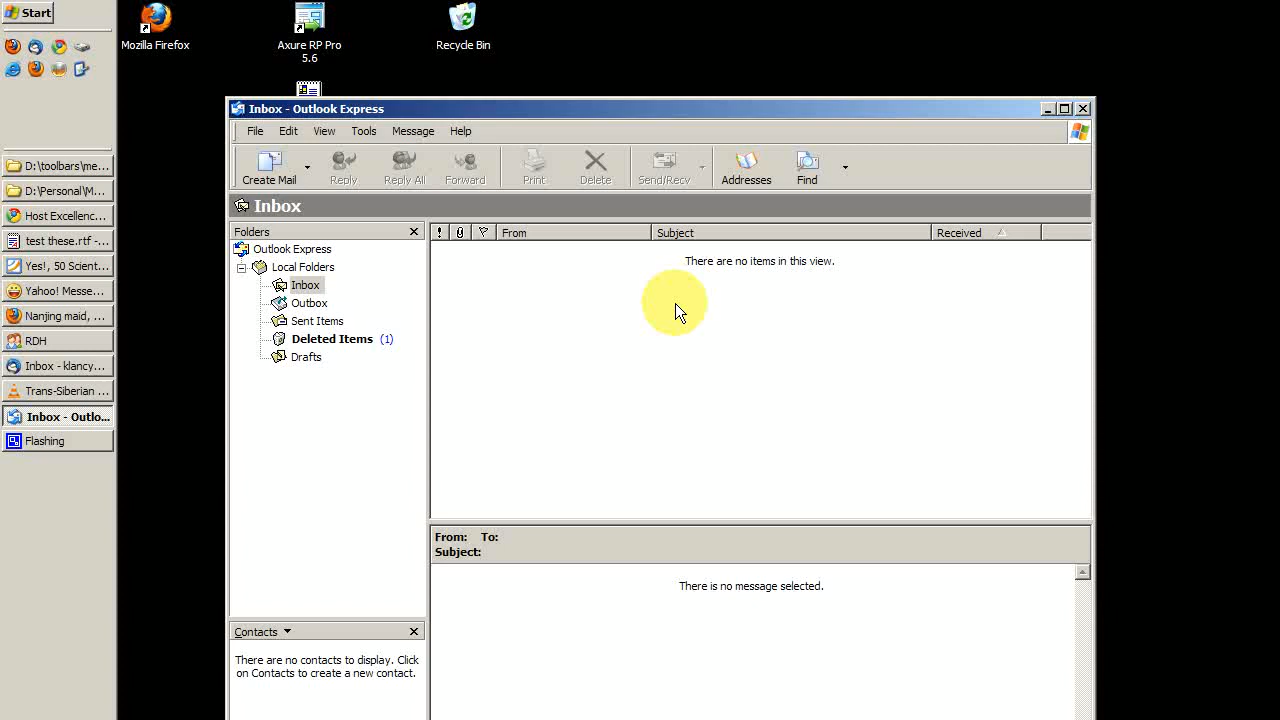 Start
Mozilla Firefox
Axure RP Pro
5.6
Recycle Bin
D:\toolbars\me...
D:\Personal\M...
Host Excellenc...
test these.rtf -...
Yes!, 50 Scient...
Yahoo! Messe...
Nanjing maid, ...
RDH
Inbox - klancy...
Trans-Siberian ...
Inbox - Outlo...
Flashing
Inbox - Outlook Express
File Edit View Tools Message Help
Create Mail Reply Reply All Forward Print Delete Send/Recv Addresses Find
Inbox
Folders
Outlook Express
Local Folders
Inbox
Outbox
Sent Items
Deleted Items (1)
Drafts
! From Subject Received
There are no items in this view.
From: To:
Subject:
There is no message selected.
Contacts
There are no contacts to display. Click
on Contacts to create a new contact.